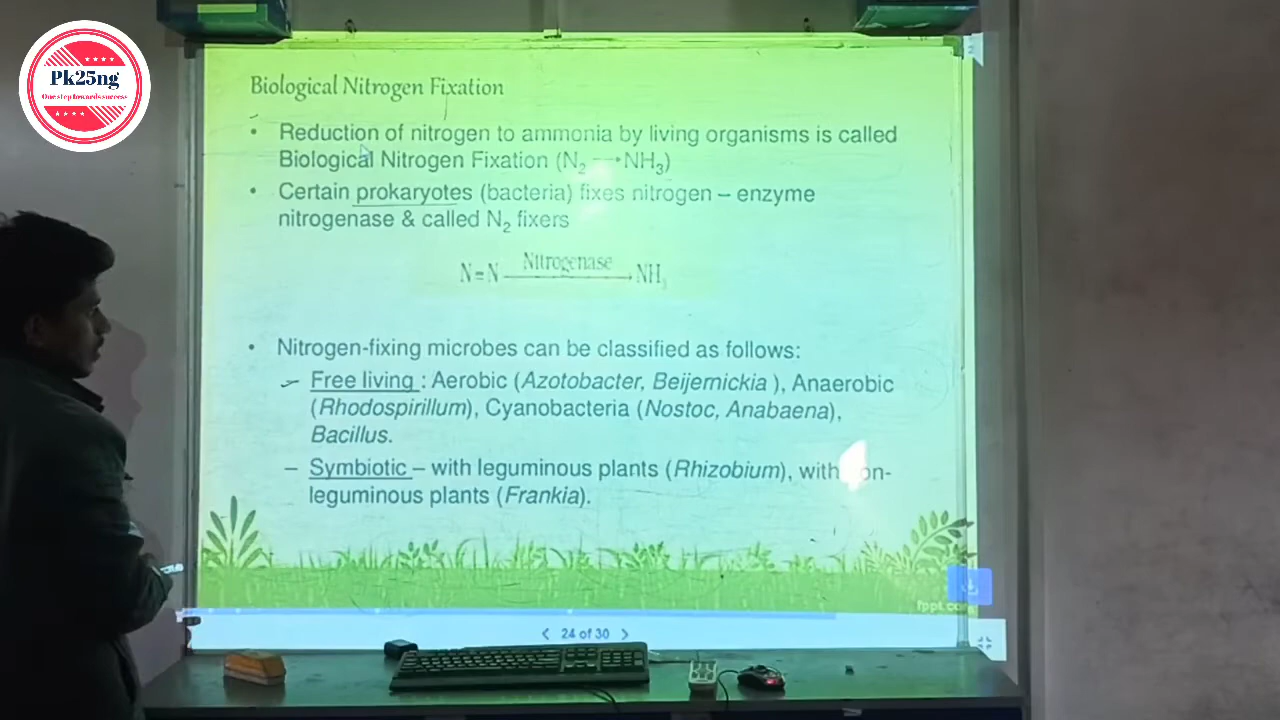 Pk25ng
One step towards success
Biological Nitrogen Fixation
• Reduction of nitrogen to ammonia by living organisms is called
Biological Nitrogen Fixation (N₂ → NH₃)
• Certain prokaryotes (bacteria) fixes nitrogen – enzyme
nitrogenase & called N₂ fixers
Nitrogenase
N≡N → NH₃
• Nitrogen-fixing microbes can be classified as follows:
– Free living : Aerobic (Azotobacter, Beijernickia ), Anaerobic
(Rhodospirillum), Cyanobacteria (Nostoc, Anabaena),
Bacillus.
– Symbiotic – with leguminous plants (Rhizobium), with on-
leguminous plants (Frankia).
fppt.com
< 24 of 30 >